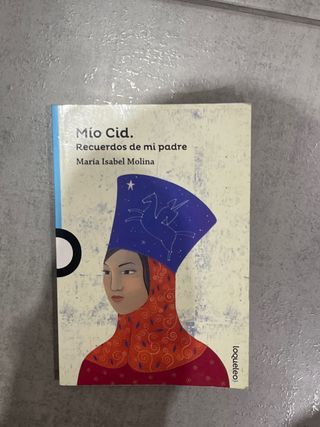 Mío Cid.
Recuerdos de mi padre
María Isabel Molina
loqueleo